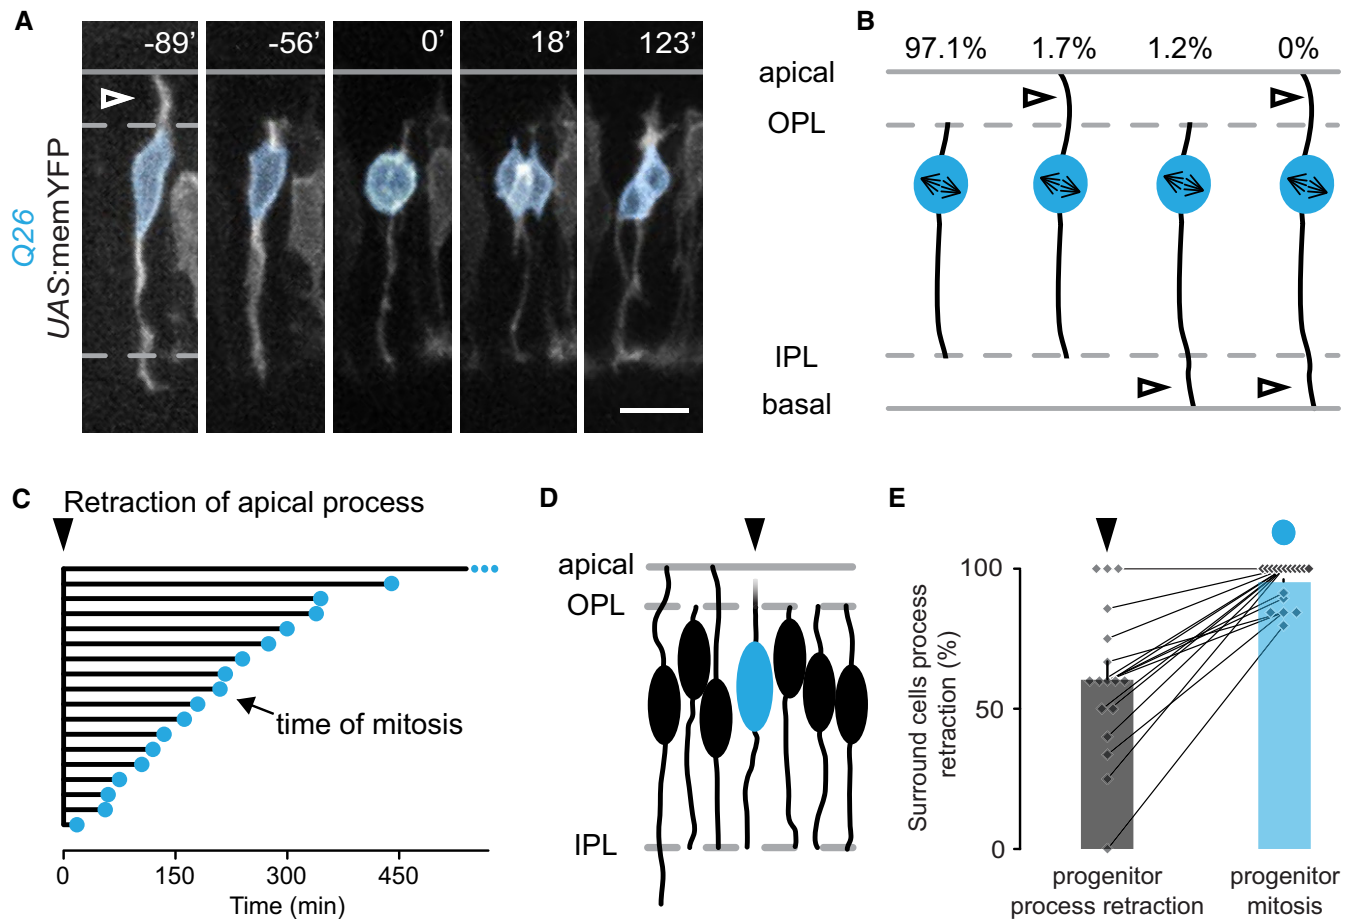 A
-89’
-56’
0’
18’
123’
Q26
UAS:memYFP
B
97.1%
1.7%
1.2%
0%
apical
OPL
IPL
basal
C
Retraction of apical process
time of mitosis
0
150
300
450
Time (min)
D
apical
OPL
IPL
E
100
50
0
Surround cells process
retraction (%)
progenitor
process retraction
progenitor
mitosis